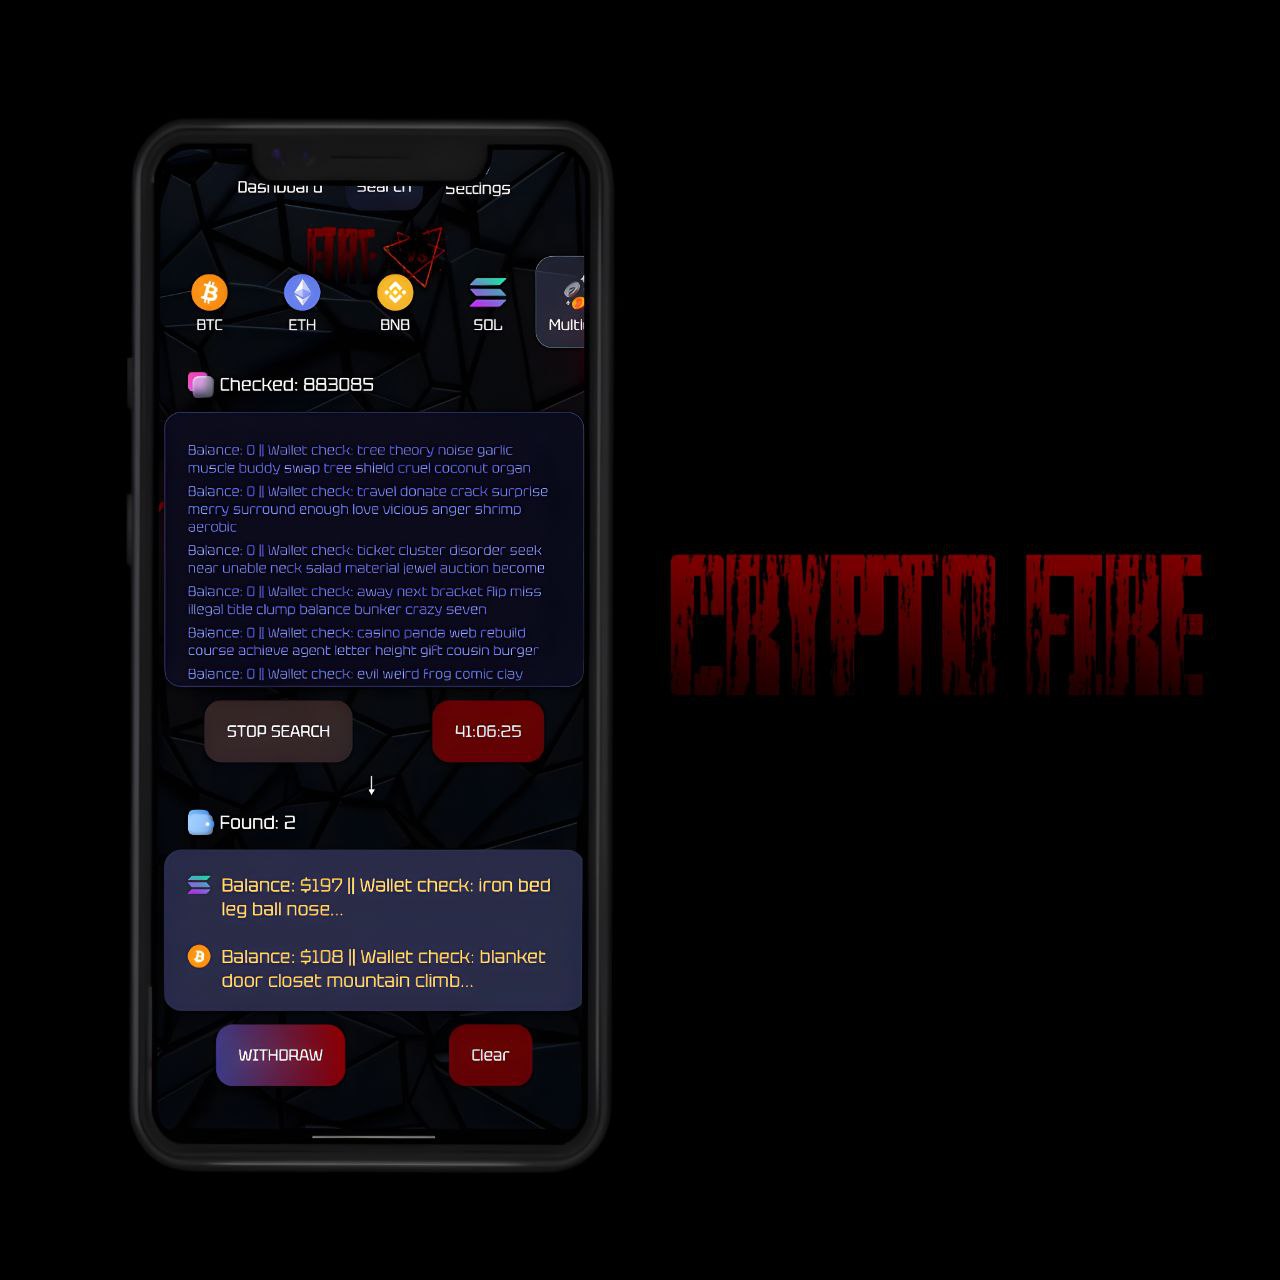 Dashboard Search Settings
FIRE
BTC ETH BNB SOL
Checked: 883085
Balance: 0 || Wallet check: tree theory noise garlic
muscle buddy swap tree shield cruel coconut organ
Balance: 0 || Wallet check: travel donate crack surprise
merry surround enough love vicious anger shrimp
aerobic
Balance: 0 || Wallet check: ticket cluster disorder seek
near unable neck salad material jewel auction become
Balance: 0 || Wallet check: away next bracket flip miss
illegal title clump balance bunker crazy seven
Balance: 0 || Wallet check: casino panda web rebuild
course achieve agent letter height gift cousin burger
Balance: 0 || Wallet check: evil weird frog comic clay
STOP SEARCH 41:06:25
↓
Found: 2
Balance: $197 || Wallet check: iron bed
leg ball nose...
Balance: $108 || Wallet check: blanket
door closet mountain climb...
WITHDRAW Clear
CRYPTO FIRE